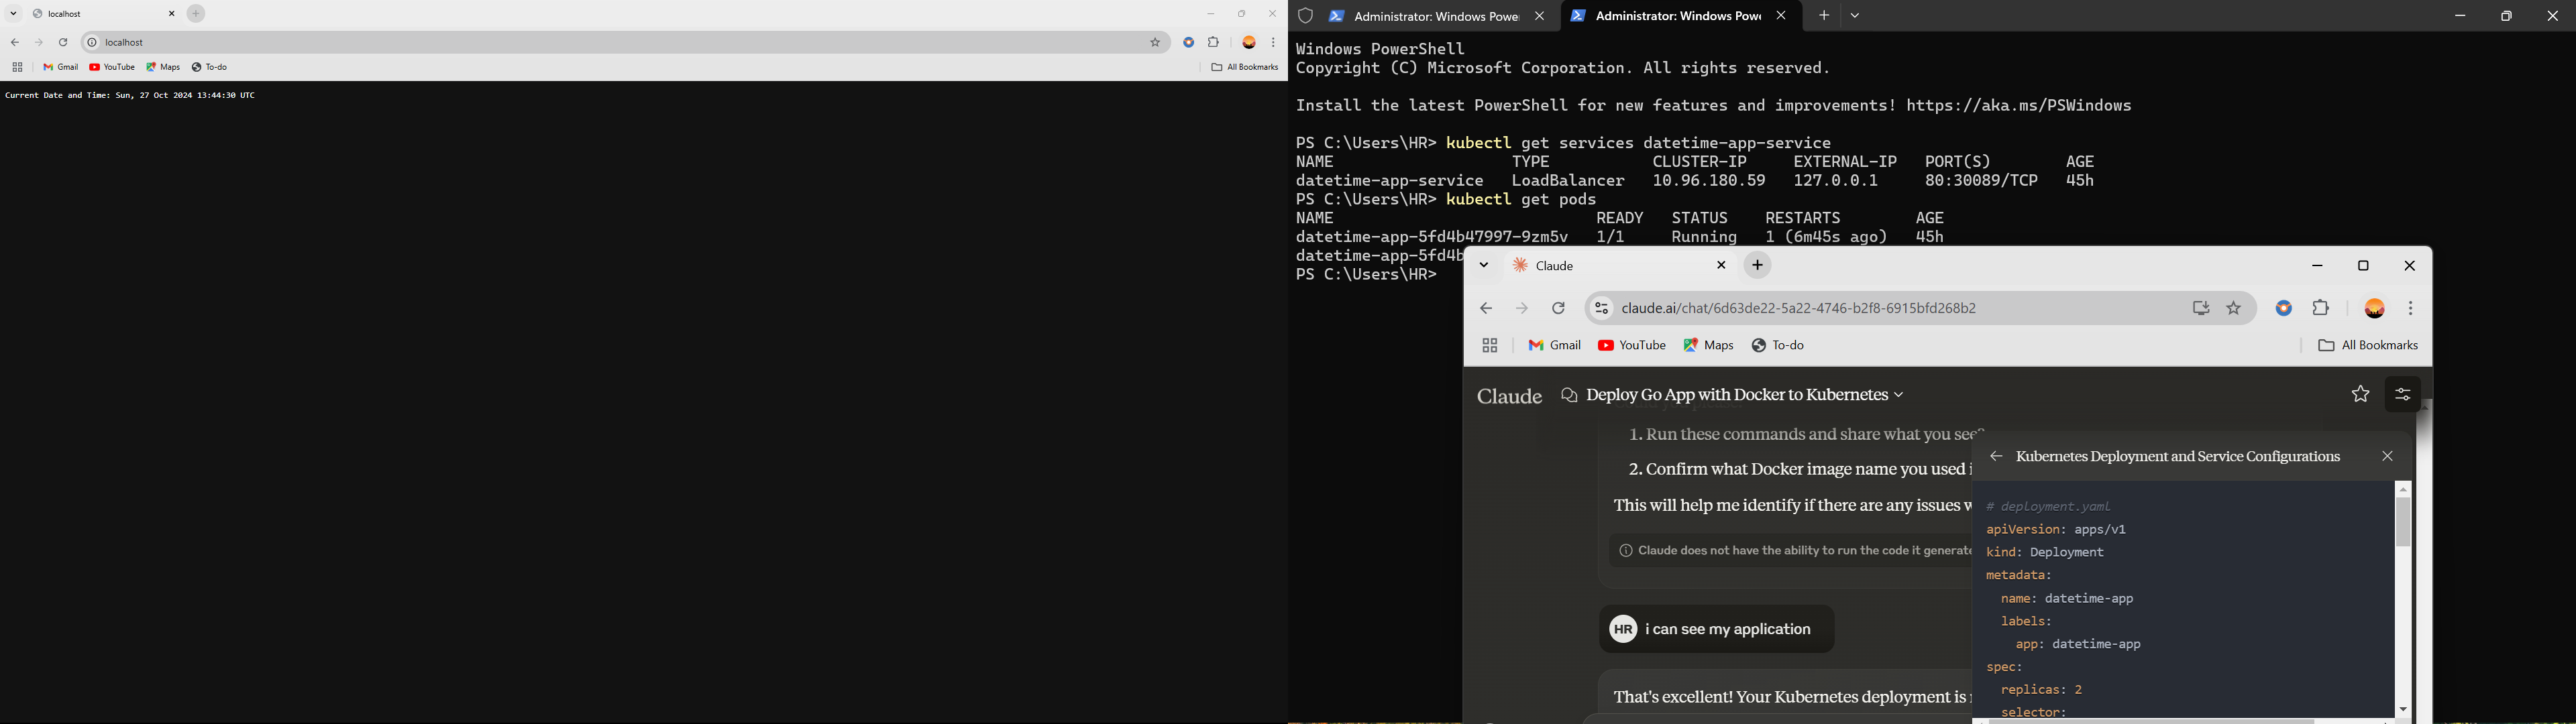 localhost
localhost
Gmail YouTube Maps To-do All Bookmarks
Current Date and Time: Sun, 27 Oct 2024 13:44:30 UTC
Administrator: Windows Powe Administrator: Windows Powe
Windows PowerShell
Copyright (C) Microsoft Corporation. All rights reserved.
Install the latest PowerShell for new features and improvements! https://aka.ms/PSWindows
PS C:\Users\HR> kubectl get services datetime-app-service
NAME TYPE CLUSTER-IP EXTERNAL-IP PORT(S) AGE
datetime-app-service LoadBalancer 10.96.180.59 127.0.0.1 80:30089/TCP 45h
PS C:\Users\HR> kubectl get pods
NAME READY STATUS RESTARTS AGE
datetime-app-5fd4b47997-9zm5v 1/1 Running 1 (6m45s ago) 45h
datetime-app-5fd4b
PS C:\Users\HR>
Claude
claude.ai/chat/6d63de22-5a22-4746-b2f8-6915bfd268b2
Gmail YouTube Maps To-do All Bookmarks
Claude Deploy Go App with Docker to Kubernetes
1. Run these commands and share what you see?
2. Confirm what Docker image name you used i
This will help me identify if there are any issues w
Claude does not have the ability to run the code it generate
HR i can see my application
That's excellent! Your Kubernetes deployment is
Kubernetes Deployment and Service Configurations
# deployment.yaml
apiVersion: apps/v1
kind: Deployment
metadata:
name: datetime-app
labels:
app: datetime-app
spec:
replicas: 2
selector: